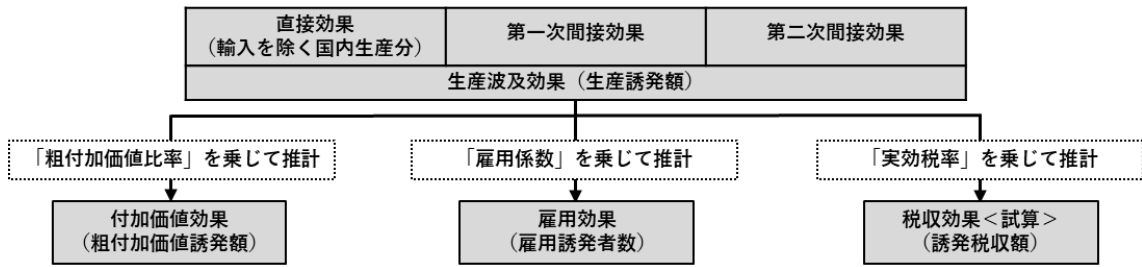 直接効果
（輸入を除く国内生産分）
第一次間接効果
第二次間接効果
生産波及効果（生産誘発額）
「粗付加価値比率」を乗じて推計
「雇用係数」を乗じて推計
「実効税率」を乗じて推計
付加価値効果
（粗付加価値誘発額）
雇用効果
（雇用誘発者数）
税収効果＜試算＞
（誘発税収額）